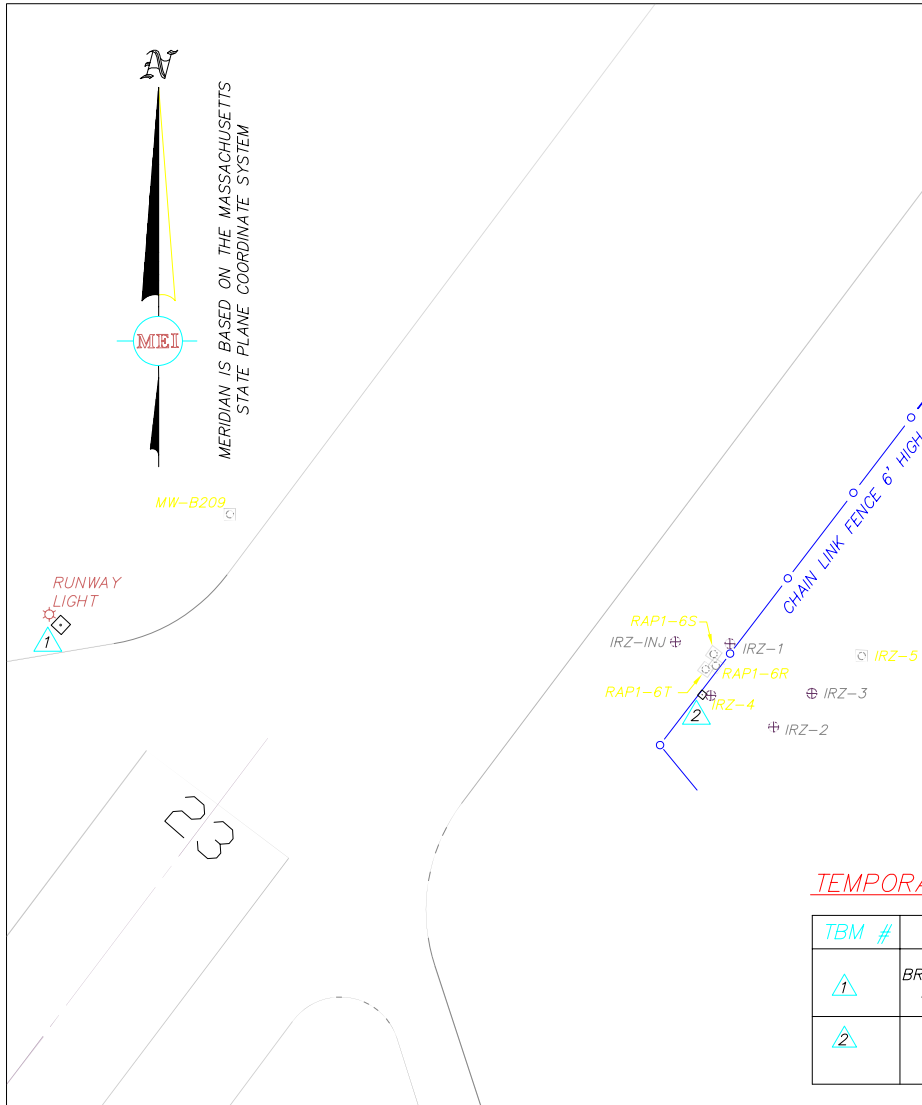 N
MERIDIAN IS BASED ON THE MASSACHUSETTS
STATE PLANE COORDINATE SYSTEM
MEI
MW-B209
RUNWAY
LIGHT
1
CHAIN LINK FENCE 6' HIGH
RAP1-6S
IRZ-INJ
IRZ-1
IRZ-5
RAP1-6R
RAP1-6T
IRZ-4
IRZ-3
2
IRZ-2
23
TEMPORA
TBM #
1
BR
2